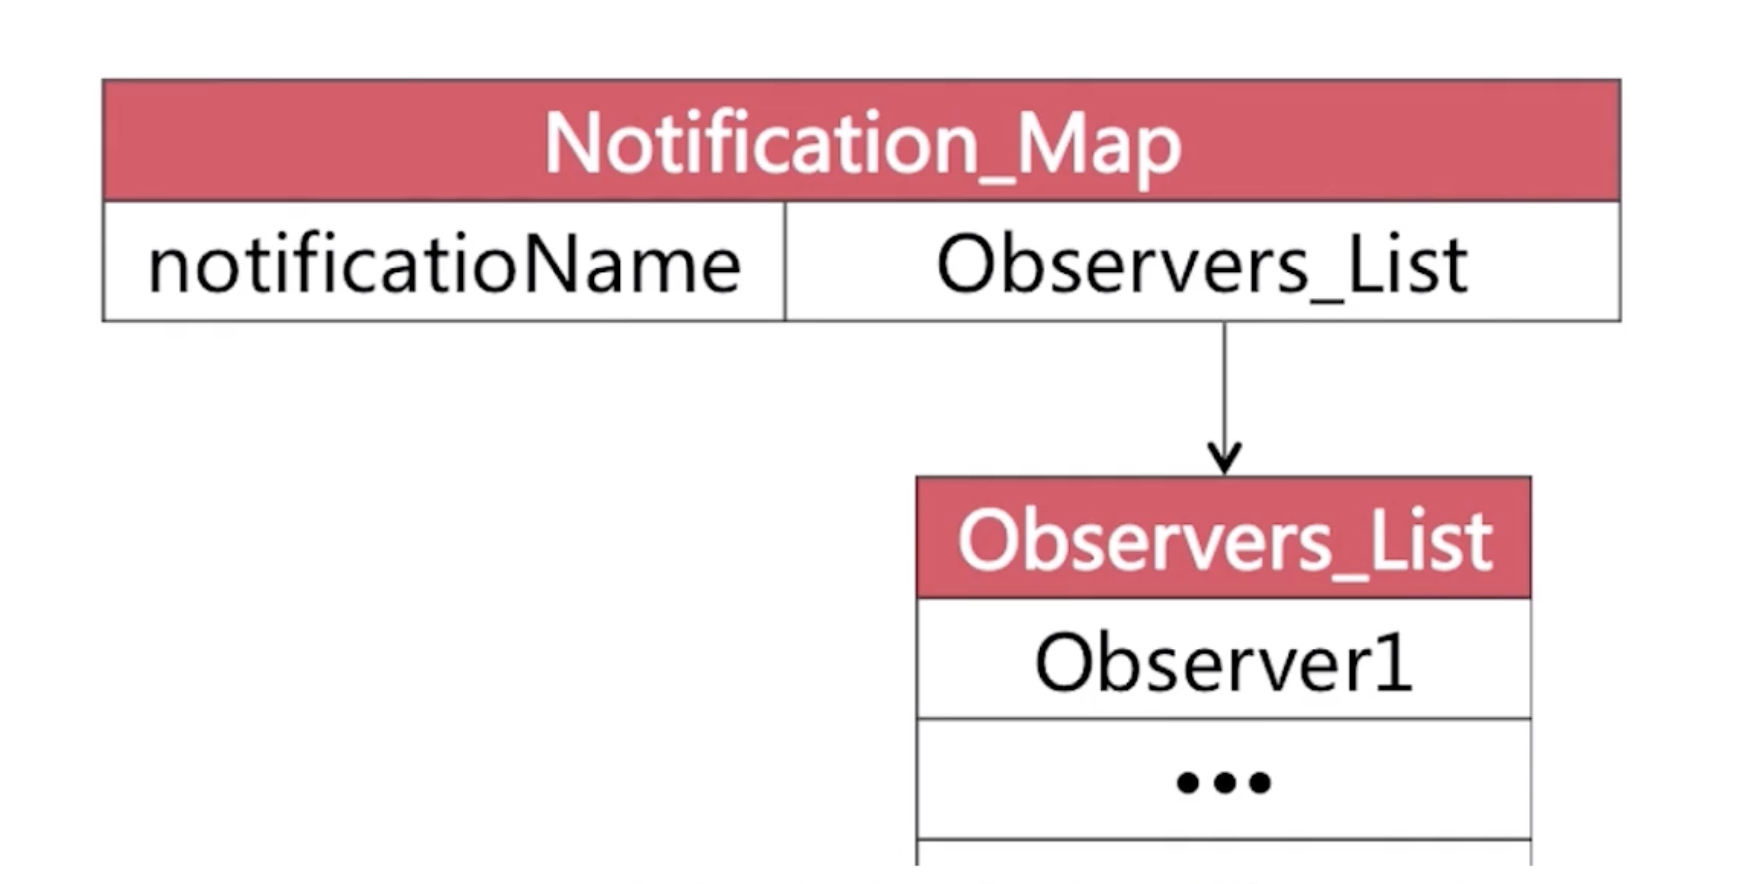 Notification_Map
notificatioName
Observers_List
Observers_List
Observer1
•••